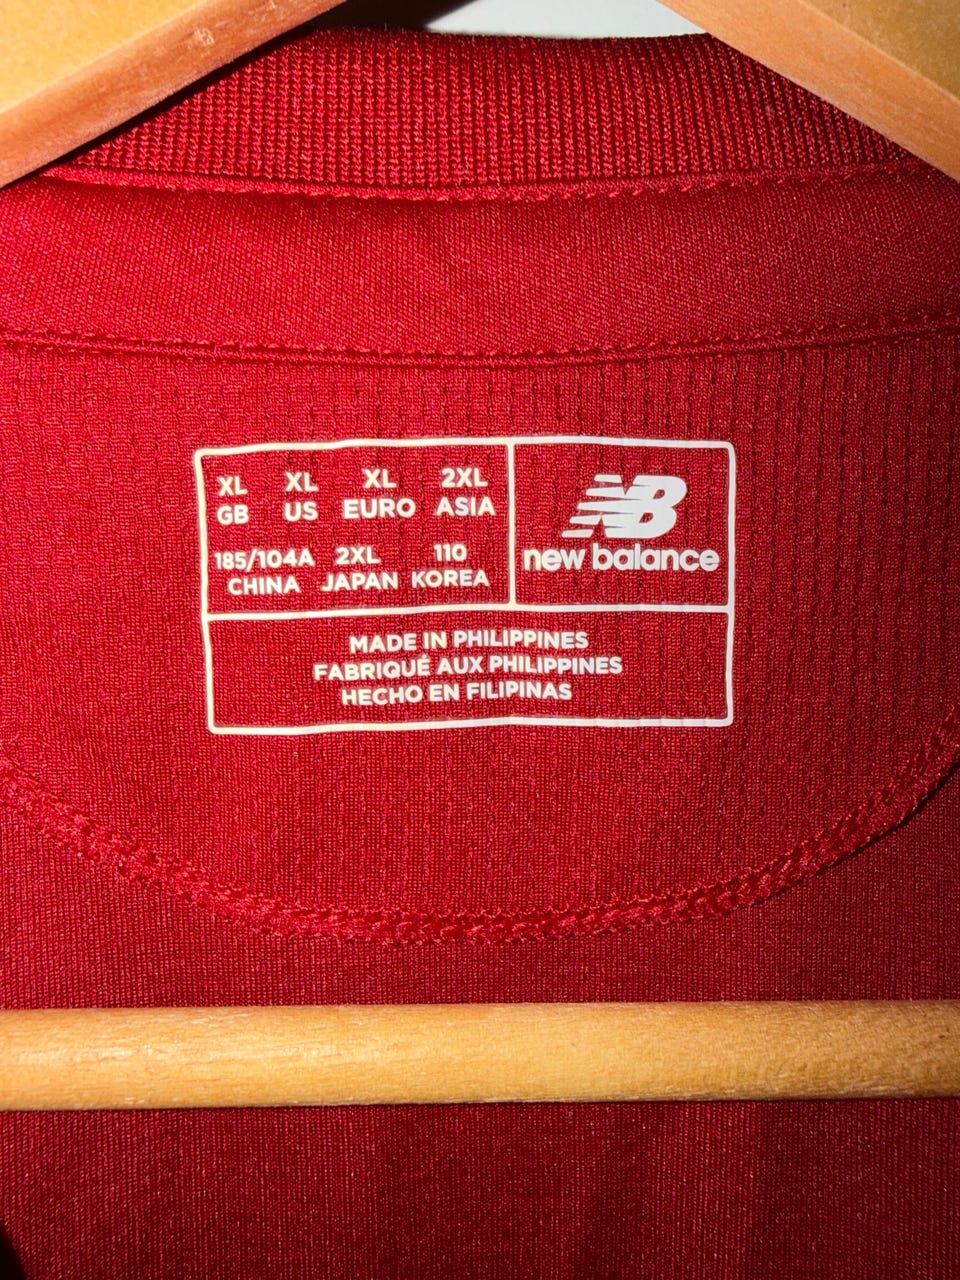 XL XL XL 2XL
GB US EURO ASIA
185/104A 2XL 110
CHINA JAPAN KOREA
NB
new balance
MADE IN PHILIPPINES
FABRIQUÉ AUX PHILIPPINES
HECHO EN FILIPINAS